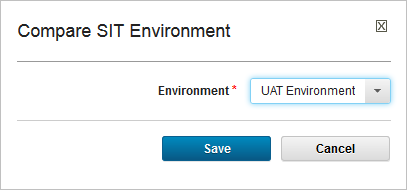 Compare SIT Environment
Environment * UAT Environment
Save Cancel